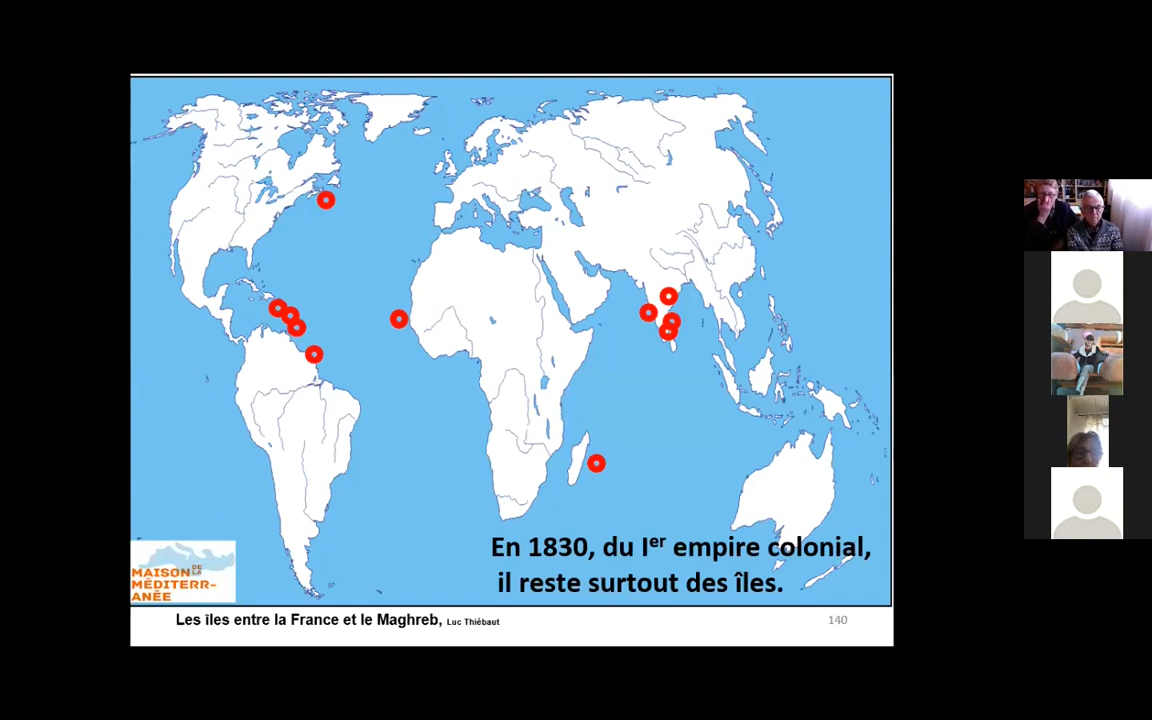 En 1830, du Iᵉʳ empire colonial,
il reste surtout des îles.
MAISON DE LA
MÉDITERR-
ANÉE
Les îles entre la France et le Maghreb, Luc Thiébaut
140